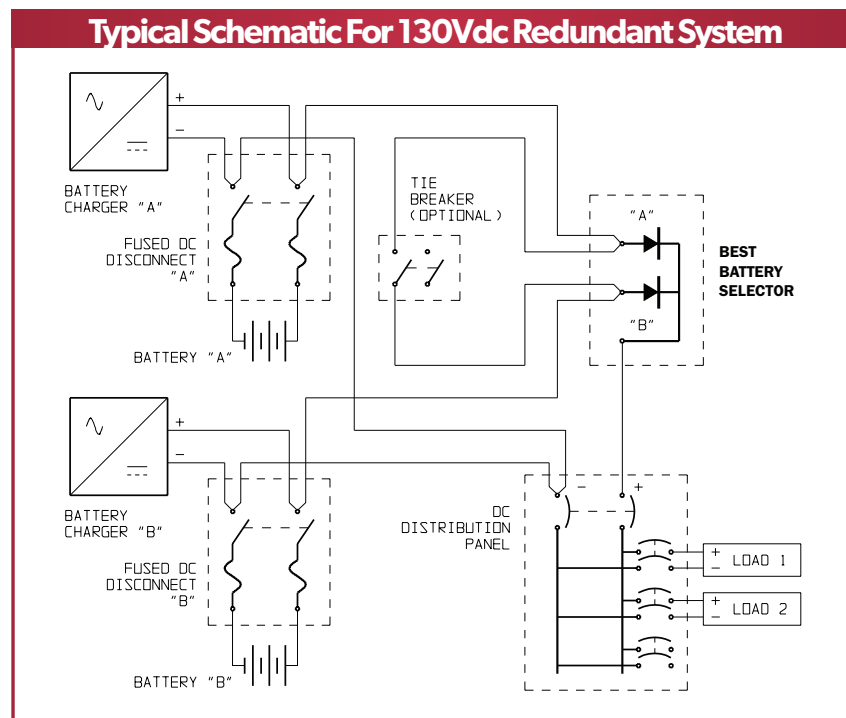 Typical Schematic For 130Vdc Redundant System
+
−
BATTERY
CHARGER "A"
FUSED DC
DISCONNECT
"A"
BATTERY "A"
TIE
BREAKER
(OPTIONAL)
"A"
"B"
BEST
BATTERY
SELECTOR
+
−
BATTERY
CHARGER "B"
FUSED DC
DISCONNECT
"B"
BATTERY "B"
− +
DC
DISTRIBUTION
PANEL
+
− LOAD 1
+
− LOAD 2